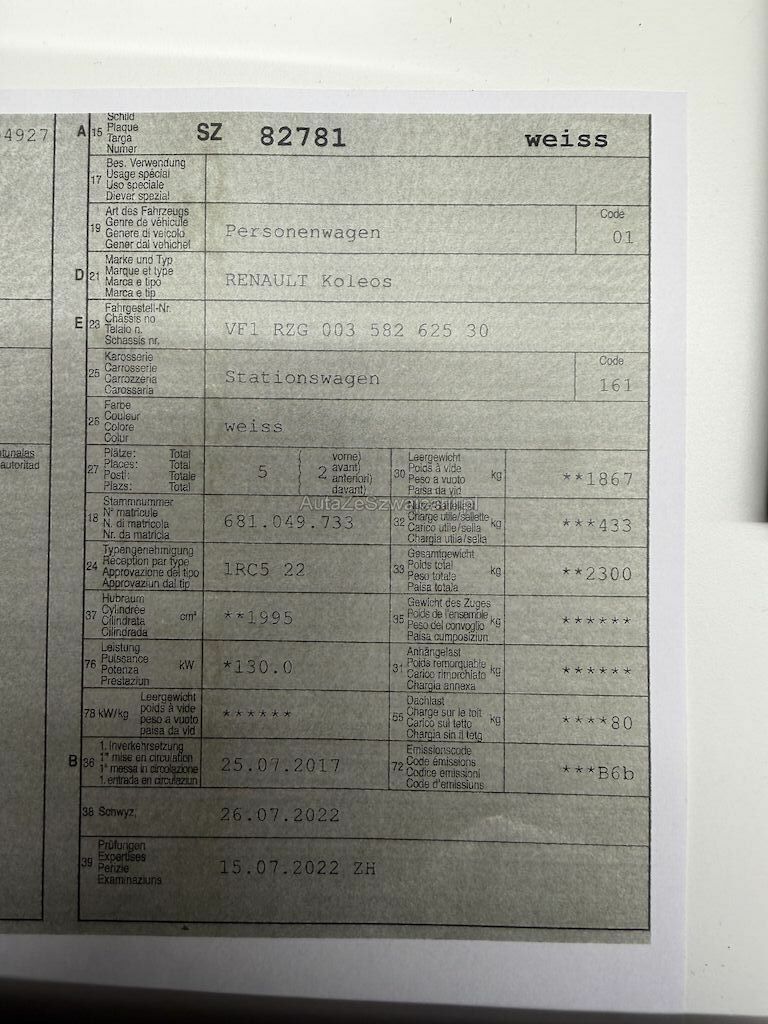 4927
A 15 Schild
Plaque
Targa
Numer
SZ 82781 weiss
17 Bes. Verwendung
Usage spécial
Uso speciale
Diever spezial
19 Art des Fahrzeugs
Genre de véhicule
Genere di veicolo
Gener dal vehichel
Personenwagen
Code
01
D 21 Marke und Typ
Marque et type
Marca e tipo
Marca e tip
RENAULT Koleos
E 23 Fahrgestell-Nr.
Châssis no
Telaio n.
Schassis nr.
VF1 RZG 003 582 625 30
25 Karosserie
Carrosserie
Carrozzeria
Carossaria
Stationswagen
Code
161
26 Farbe
Couleur
Colore
Colur
weiss
27 Plätze: Total
Places: Total
Posti: Totale
Plazs: Total
5
2
vorne)
avant)
anteriori)
davant)
30 Leergewicht
Poids à vide
Peso a vuoto
Paisa da vid
kg
**1867
18 Stammnummer
N° matricule
N. di matricola
Nr. da matricla
681.049.733
32
Charge utile/sellette
Carico utile/sella
Chargia utila/sella
kg
***433
24 Typengenehmigung
Réception par type
Approvazione del tipo
Approvaziun dal tip
1RC5 22
33 Gesamtgewicht
Poids total
Peso totale
Paisa totala
kg
**2300
37 Hubraum
Cylindrée
Cilindrata
Cilindrada
cm³
**1995
35 Gewicht des Zuges
Poids de l'ensemble
Peso del convoglio
Paisa cumposiziun
kg
******
76 Leistung
Puissance
Potenza
Prestaziun
kW
*130.0
31 Anhängelast
Poids remorquable
Carico rimorchiato
Chargia annexa
kg
******
78 kW/kg
Leergewicht
poids à vide
peso a vuoto
paisa da vid
******
55 Dachlast
Charge sur le toit
Carico sul tetto
Chargia sin il tetg
kg
****80
B 36 1. Inverkehrsetzung
1re mise en circulation
1a messa in circolazione
1. entrada en circulaziun
25.07.2017
72 Emissionscode
Code émissions
Codice emissioni
Code d'emissiuns
***B6b
38 Schwyz,
26.07.2022
39 Prüfungen
Expertises
Perizie
Examinaziuns
15.07.2022 ZH